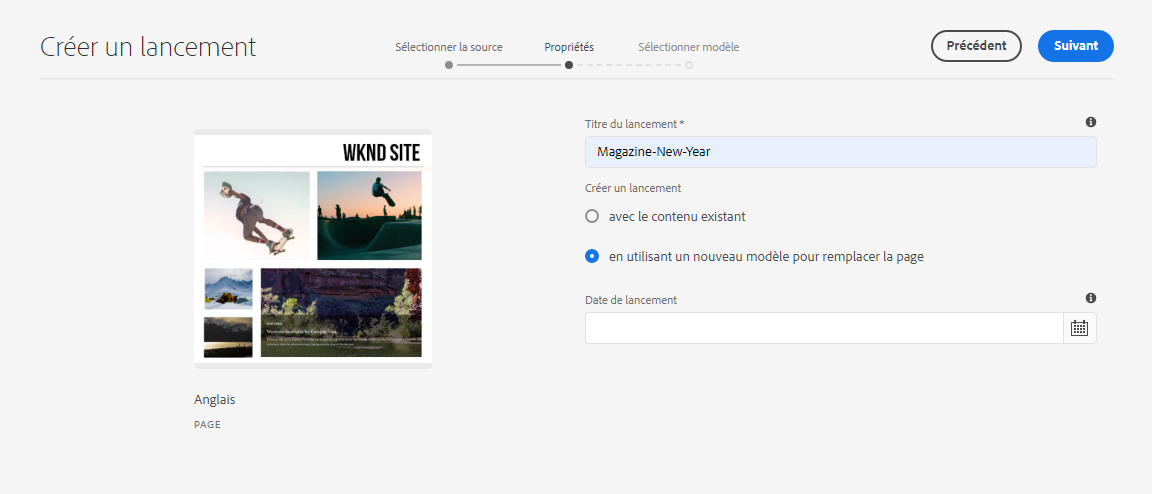 Créer un lancement
Sélectionner la source
Propriétés
Sélectionner modèle
Précédent
Suivant
Titre du lancement *
Magazine-New-Year
Créer un lancement
avec le contenu existant
en utilisant un nouveau modèle pour remplacer la page
Date de lancement
WKND SITE
FEATURED
Western Australia by Camper Van
Anglais
PAGE